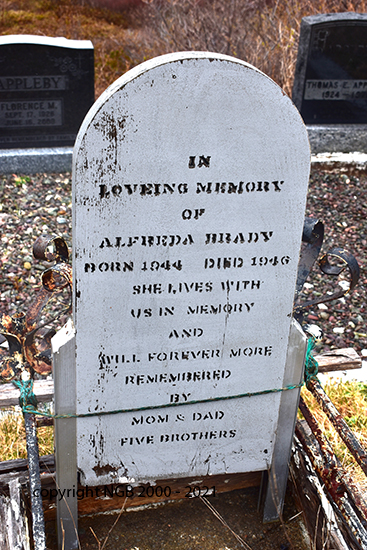 APPLEBY
FLORENCE M.
SEPT 17, 1926
THOMAS E. APP
1924
IN
LOVEING MEMORY
OF
ALFREDA BRADY
BORN 1944 DIED 1946
SHE LIVES WITH
US IN MEMORY
AND
WILL FOREVER MORE
REMEMBERED
BY
MOM & DAD
FIVE BROTHERS
copyright NGB 2000 - 2021